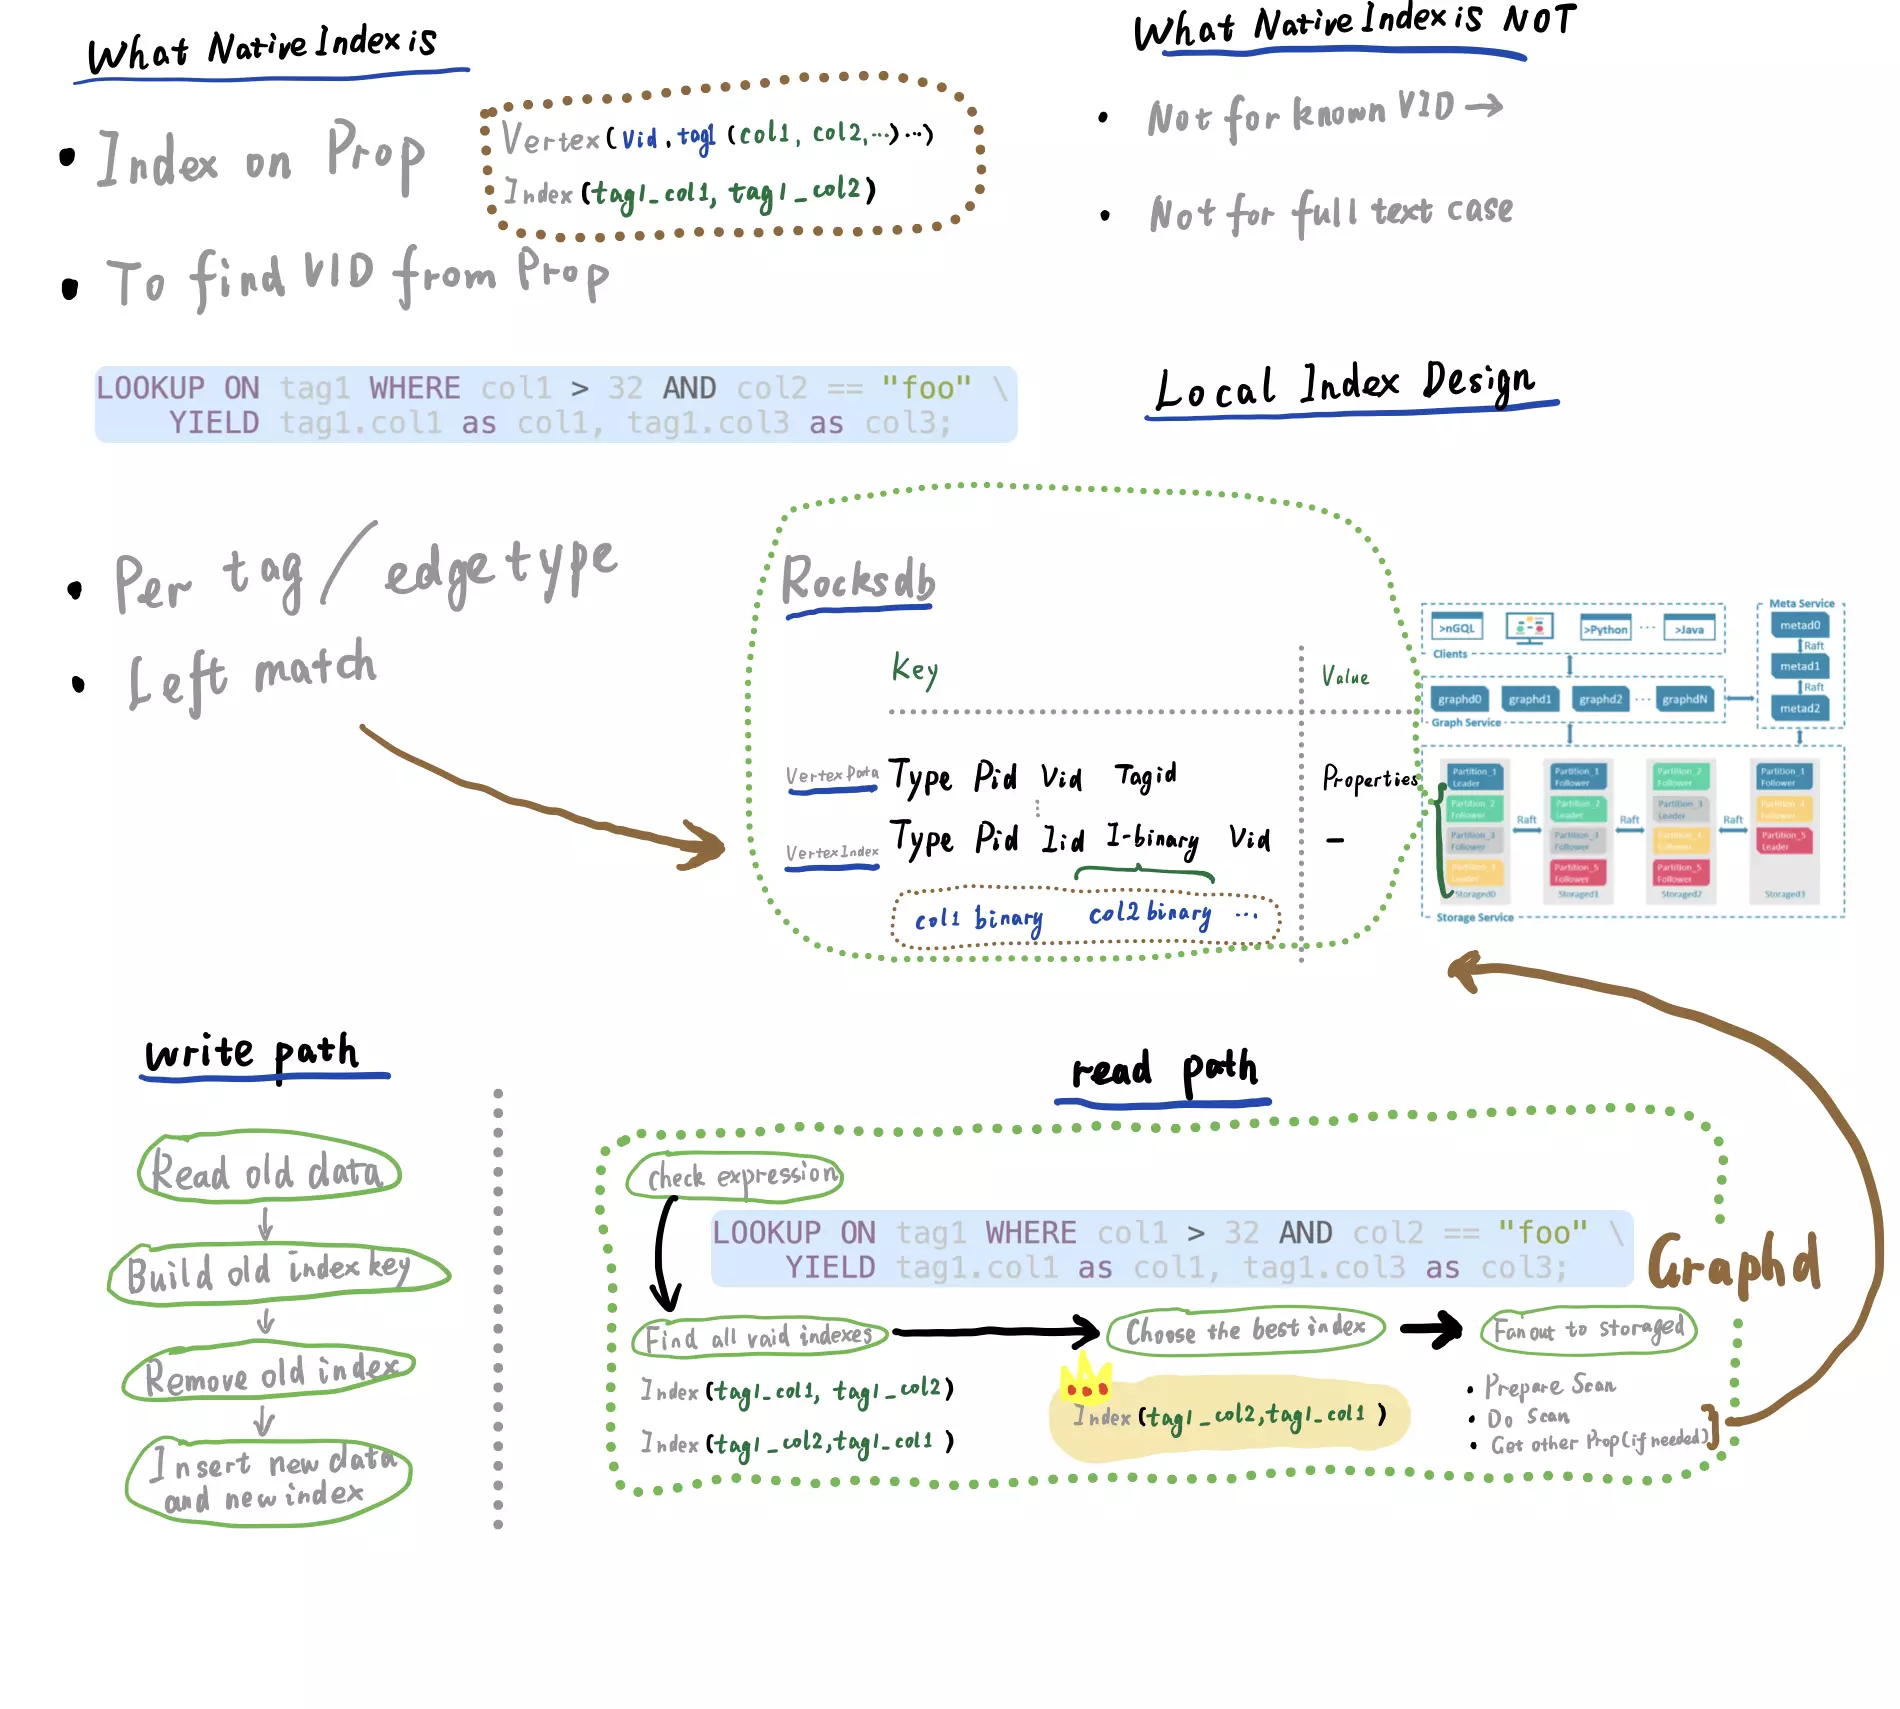 What Native Index is
• Index on Prop
Vertex(vid, tag1 (col1, col2,...)...)
Index(tag1_col1, tag1_col2)
• To find VID from Prop
LOOKUP ON tag1 WHERE col1 > 32 AND col2 == "foo" \
YIELD tag1.col1 as col1, tag1.col3 as col3;
• Per tag / edge type
• Left match
What Native Index is NOT
• Not for known VID →
• Not for full text case
Local Index Design
Rocksdb
Key Value
Vertex Data Type Pid Vid Tagid Properties
Vertex Index Type Pid Iid I-binary Vid –
col1 binary col2 binary ...
>nGQL >Python ... >Java
Clients
graphd0 graphd1 graphd2 ... graphdN
Graph Service
Meta Service
metad0
Raft
metad1
Raft
metad2
Partition_1 Leader Partition_1 Follower Partition_2 Follower Partition_1 Follower
Partition_2 Follower Partition_2 Leader Partition_3 Leader Partition_4 Follower
Raft Raft Raft
Partition_3 Follower Partition_3 Follower Partition_4 Follower Partition_5 Leader
Leader Partition_5 Follower Partition_5 Follower
Storaged0 Storaged1 Storaged2 Storaged3
Storage Service
write path
Read old data
Build old index key
Remove old index
Insert new data
and new index
read path
check expression
LOOKUP ON tag1 WHERE col1 > 32 AND col2 == "foo" \
YIELD tag1.col1 as col1, tag1.col3 as col3;
Graphd
Find all vaid indexes
Index(tag1_col1, tag1_col2)
Index(tag1_col2,tag1_col1)
Choose the best index
Index(tag1_col2,tag1_col1)
Fan out to storaged
• Prepare Scan
• Do Scan
• Get other Prop(if needed)